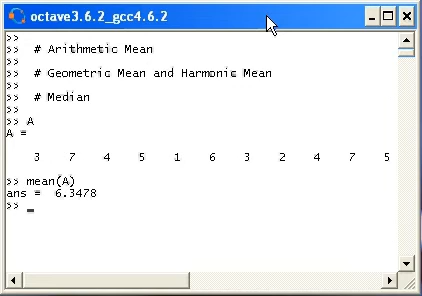 octave3.6.2_gcc4.6.2
>>
>>  # Arithmetic Mean
>>
>>  # Geometric Mean and Harmonic Mean
>>
>>  # Median
>>
>> A
A =
3 7 4 5 1 6 3 2 4 7 5
>> mean(A)
ans = 6.3478
>>